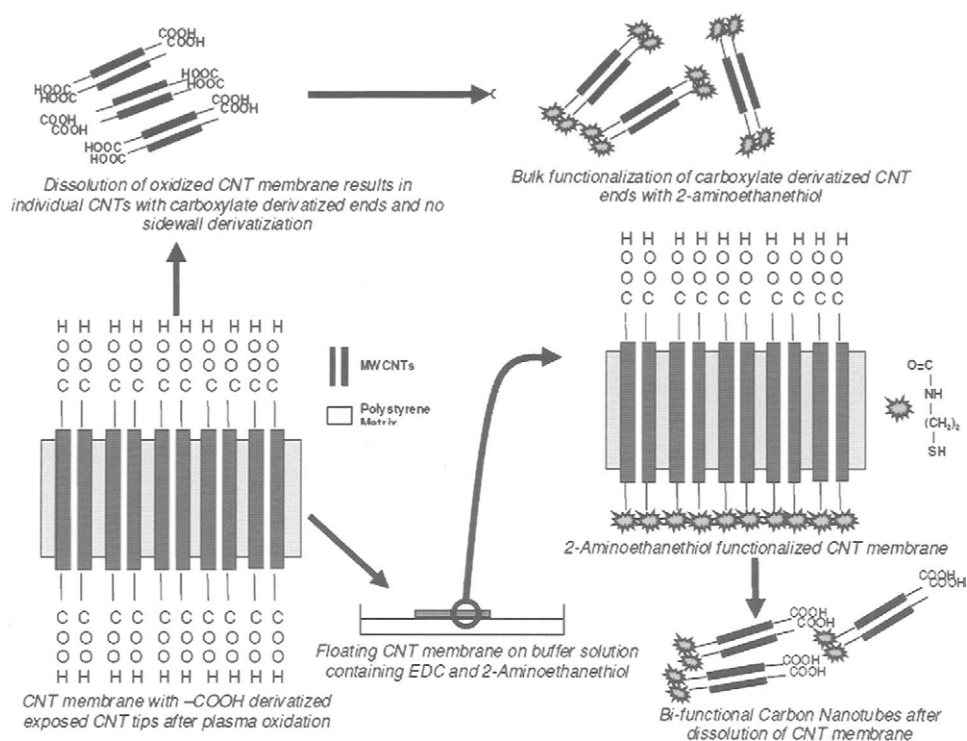 COOH
COOH
HOOC
HOOC
HOOC
HOOC
COOH
COOH
COOH
COOH
HOOC
HOOC
Dissolution of oxidized CNT membrane results in
individual CNTs with carboxylate derivatized ends and no
sidewall derivatiziation
Bulk functionalization of carboxylate derivatized CNT
ends with 2-aminoethanethiol
H H H H H H H H H H
O O O O O O O O O O
O O O O O O O O O O
C C C C C C C C C C
H H H H H H H H H H
O O O O O O O O O O
O O O O O O O O O O
C C C C C C C C C C
MWCNTs
Polystyrene
Matrix
O=C
NH
(CH2)2
SH
2-Aminoethanethiol functionalized CNT membrane
C C C C C C C C C C
O O O O O O O O O O
O O O O O O O O O O
H H H H H H H H H H
Floating CNT membrane on buffer solution
containing EDC and 2-Aminoethanethiol
CNT membrane with –COOH derivatized
exposed CNT tips after plasma oxidation
COOH
COOH
COOH
COOH
COOH
COOH
Bi-functional Carbon Nanotubes after
dissolution of CNT membrane